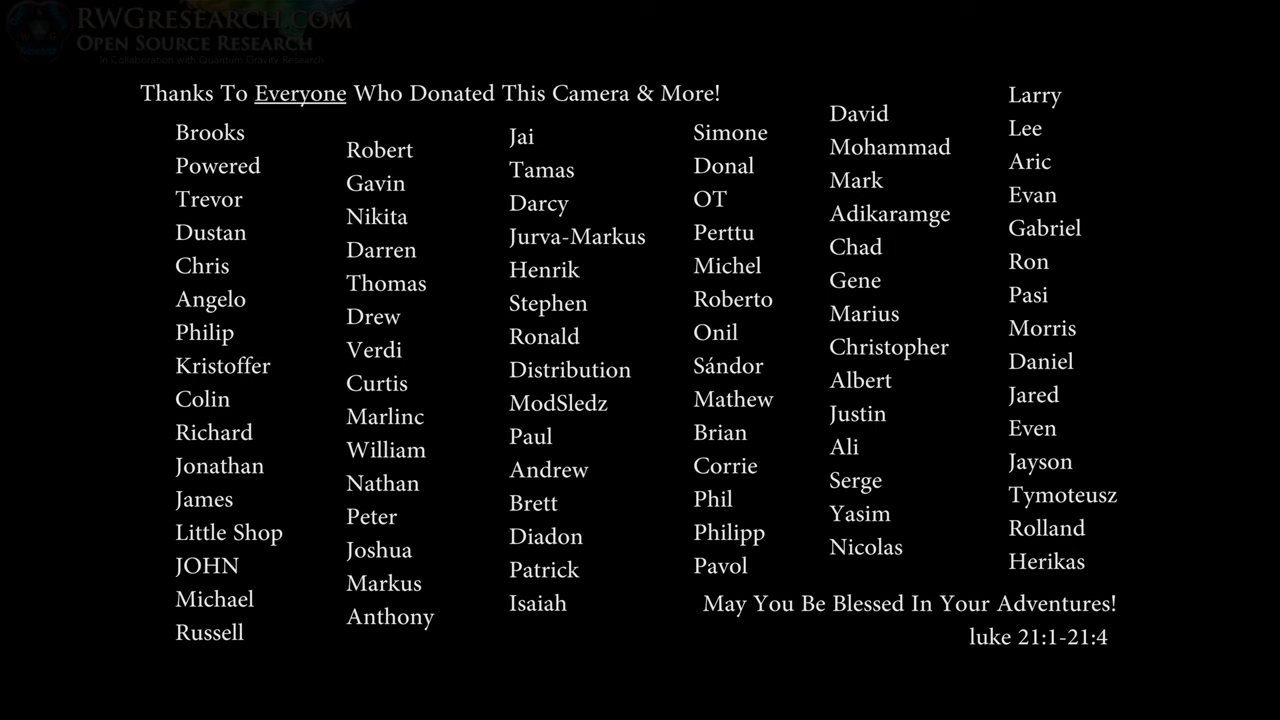 RWGRESEARCH.COM
OPEN SOURCE RESEARCH
In Collaboration with Quantum Gravity Research
Thanks To Everyone Who Donated This Camera & More!
Brooks
Powered
Trevor
Dustan
Chris
Angelo
Philip
Kristoffer
Colin
Richard
Jonathan
James
Little Shop
JOHN
Michael
Russell
Robert
Gavin
Nikita
Darren
Thomas
Drew
Verdi
Curtis
Marlinc
William
Nathan
Peter
Joshua
Markus
Anthony
Jai
Tamas
Darcy
Jurva-Markus
Henrik
Stephen
Ronald
Distribution
ModSledz
Paul
Andrew
Brett
Diadon
Patrick
Isaiah
Simone
Donal
OT
Perttu
Michel
Roberto
Onil
Sándor
Mathew
Brian
Corrie
Phil
Philipp
Pavol
David
Mohammad
Mark
Adikaramge
Chad
Gene
Marius
Christopher
Albert
Justin
Ali
Serge
Yasim
Nicolas
Larry
Lee
Aric
Evan
Gabriel
Ron
Pasi
Morris
Daniel
Jared
Even
Jayson
Tymoteusz
Rolland
Herikas
May You Be Blessed In Your Adventures!
luke 21:1-21:4